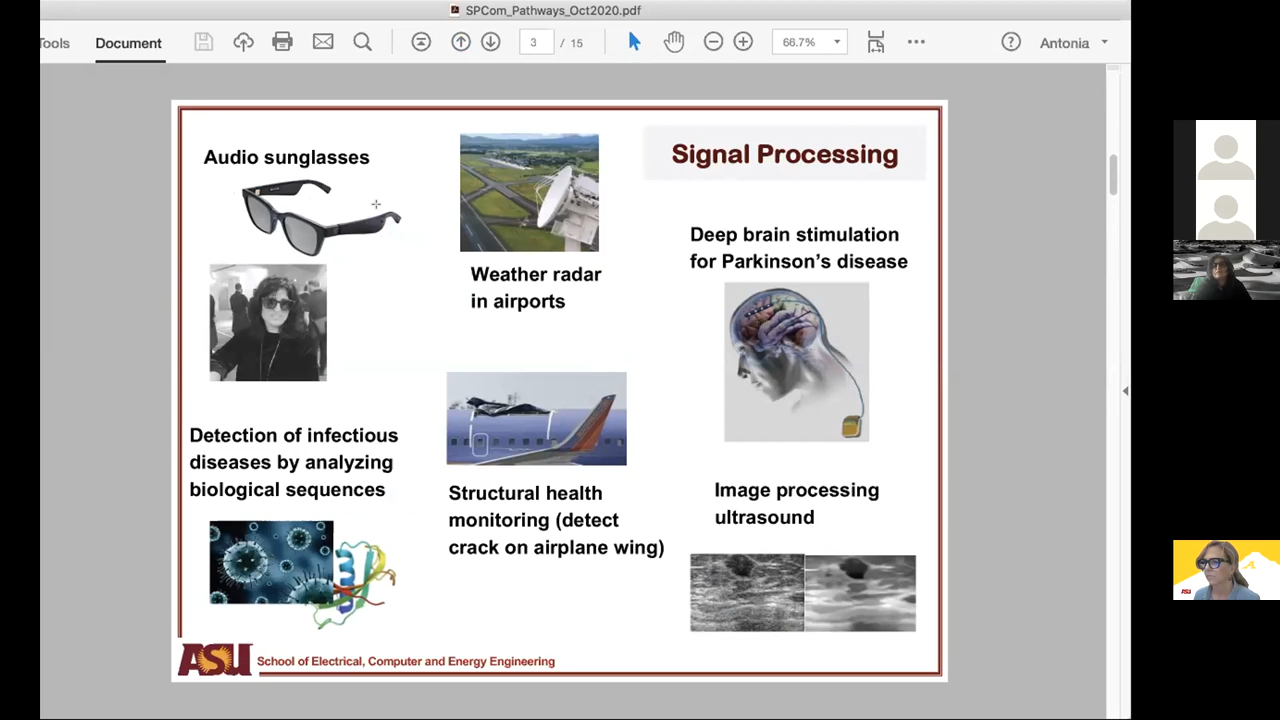 SPCom_Pathways_Oct2020.pdf
Tools
Document
3 / 15
66.7%
Antonia
Audio sunglasses
Signal Processing
Weather radar
in airports
Deep brain stimulation
for Parkinson's disease
Detection of infectious
diseases by analyzing
biological sequences
Structural health
monitoring (detect
crack on airplane wing)
Image processing
ultrasound
ASU School of Electrical, Computer and Energy Engineering
ASU